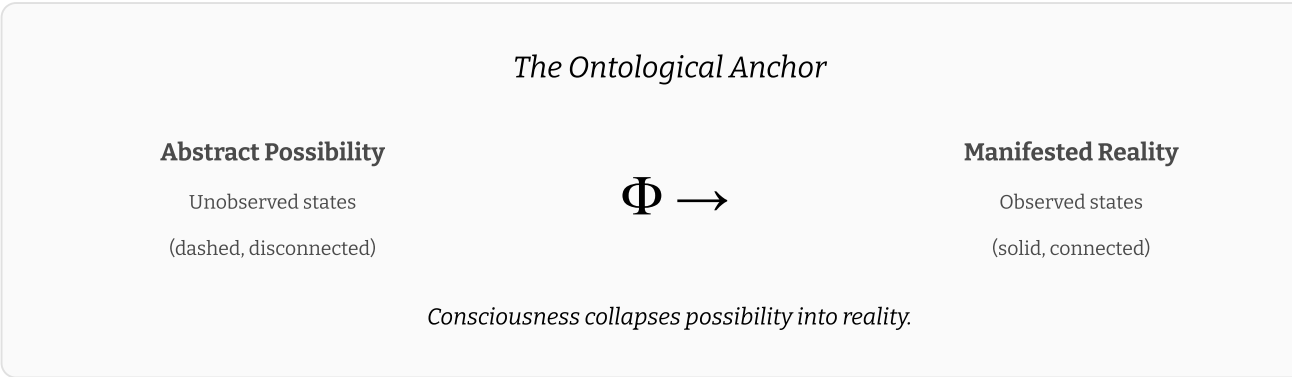 The Ontological Anchor
Abstract Possibility
Unobserved states
(dashed, disconnected)
Φ →
Manifested Reality
Observed states
(solid, connected)
Consciousness collapses possibility into reality.